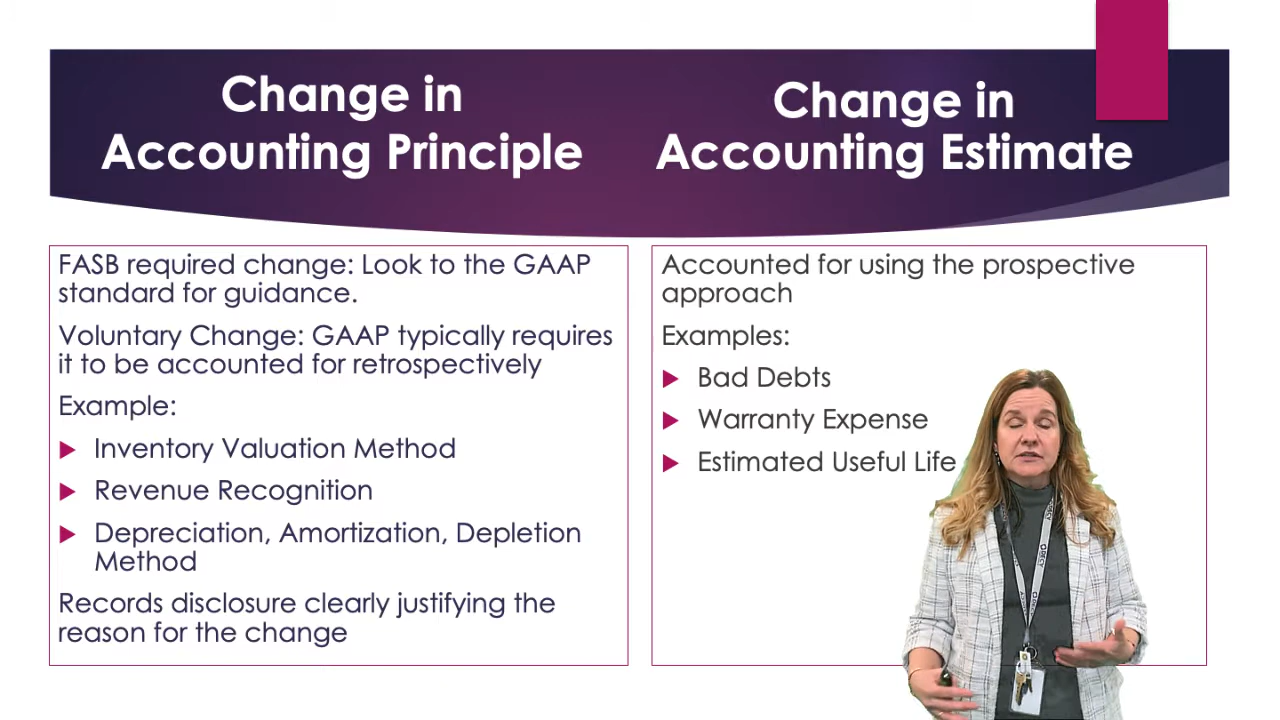 Change in
Accounting Principle
Change in
Accounting Estimate
FASB required change: Look to the GAAP
standard for guidance.
Voluntary Change: GAAP typically requires
it to be accounted for retrospectively
Example:
Inventory Valuation Method
Revenue Recognition
Depreciation, Amortization, Depletion
Method
Records disclosure clearly justifying the
reason for the change
Accounted for using the prospective
approach
Examples:
Bad Debts
Warranty Expense
Estimated Useful Life